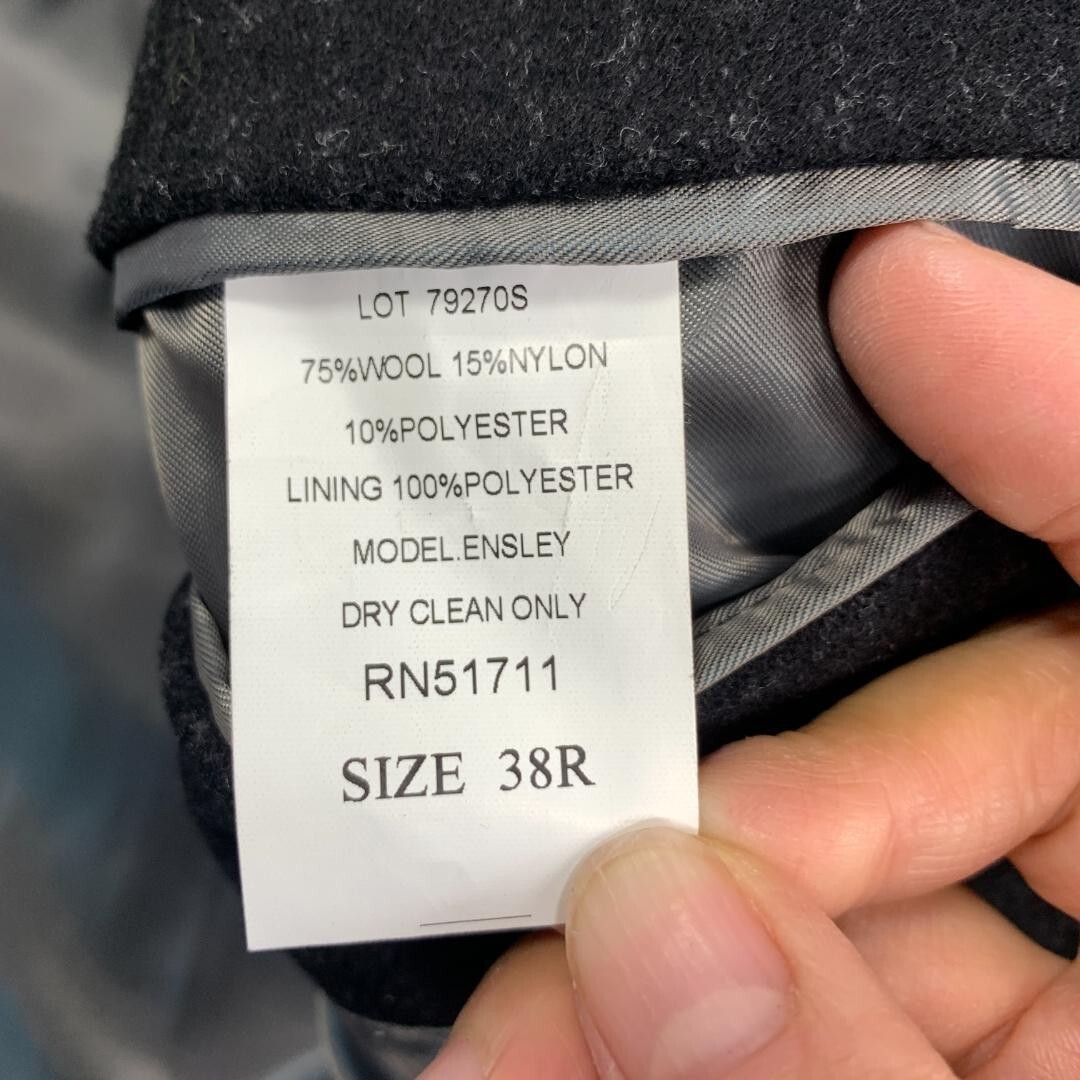 LOT 79270S
75%WOOL 15%NYLON
10%POLYESTER
LINING 100%POLYESTER
MODEL.ENSLEY
DRY CLEAN ONLY
RN51711
SIZE 38R